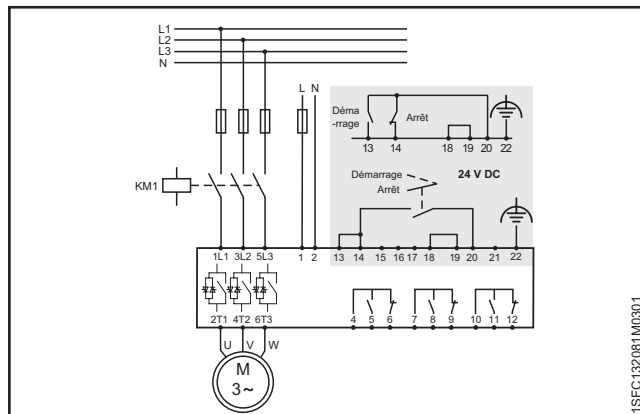 L1
L2
L3
N
L N
Déma
-rrage
Arrêt
13 14 18 19 20 22
Démarrage
Arrêt
24 V DC
KM1
1L1 3L2 5L3 1 2 13 14 15 16 17 18 19 20 21 22
2T1 4T2 6T3 4 5 6 7 8 9 10 11 12
U V W
M
3~
1SFC132081M0301